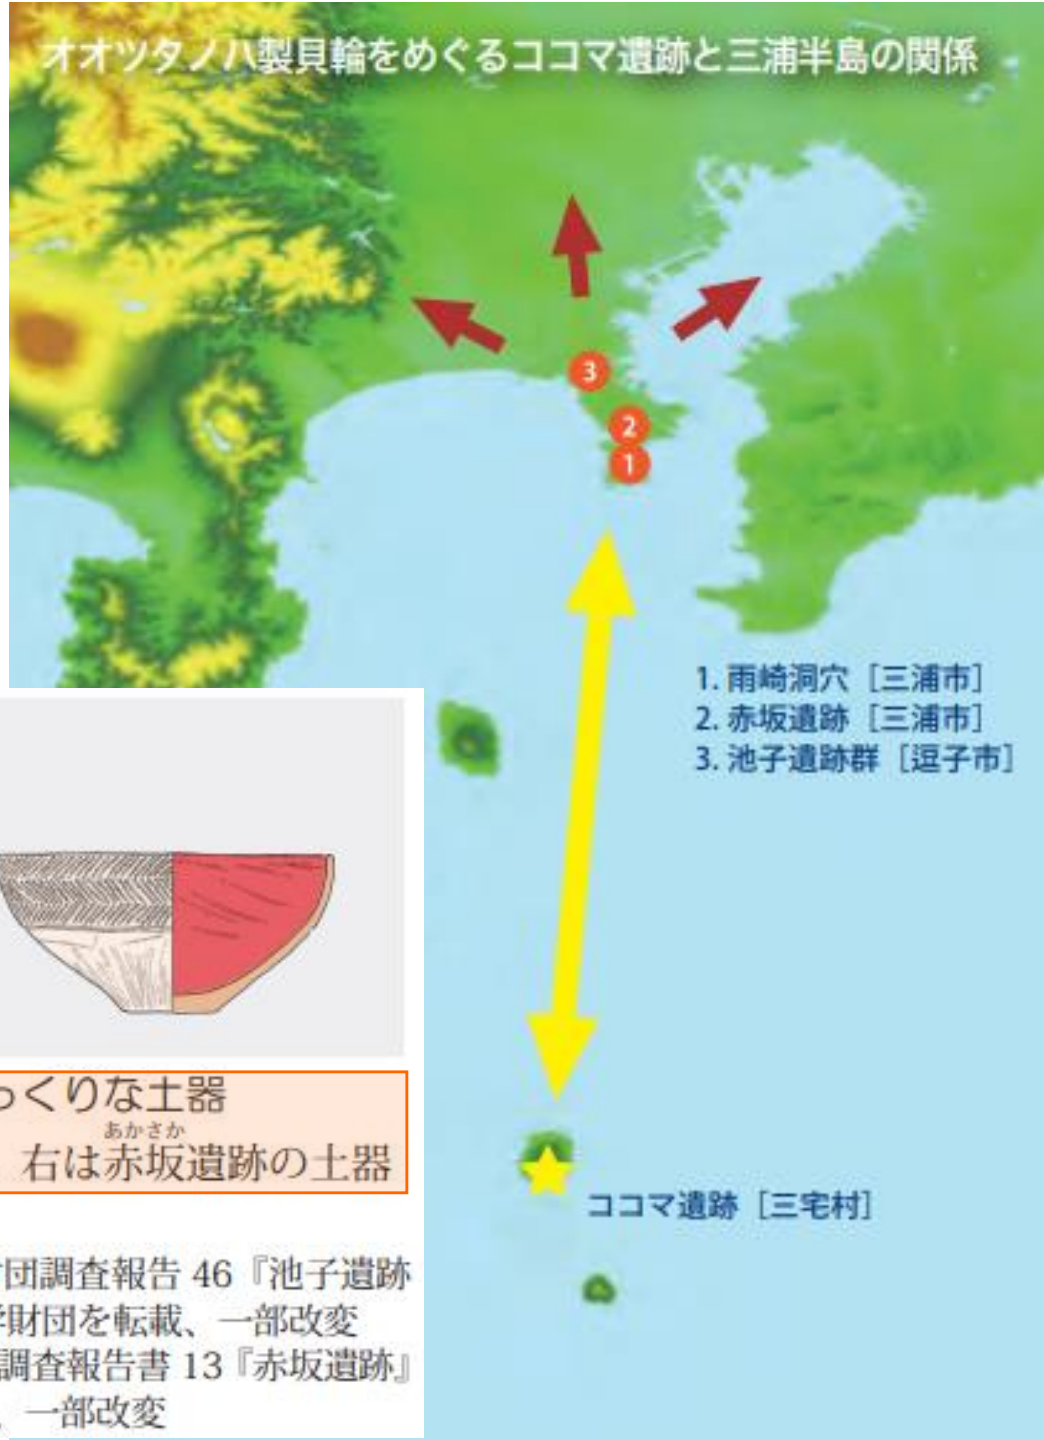 オオツタノハ製貝輪をめぐるココマ遺跡と三浦半島の関係
3
2
1
1. 雨崎洞穴［三浦市］
2. 赤坂遺跡［三浦市］
3. 池子遺跡群［逗子市］
ココマ遺跡［三宅村］
っくりな土器
あかさか
右は赤坂遺跡の土器
財団調査報告 46『池子遺跡
学財団を転載、一部改変
調査報告書 13『赤坂遺跡』
、一部改変